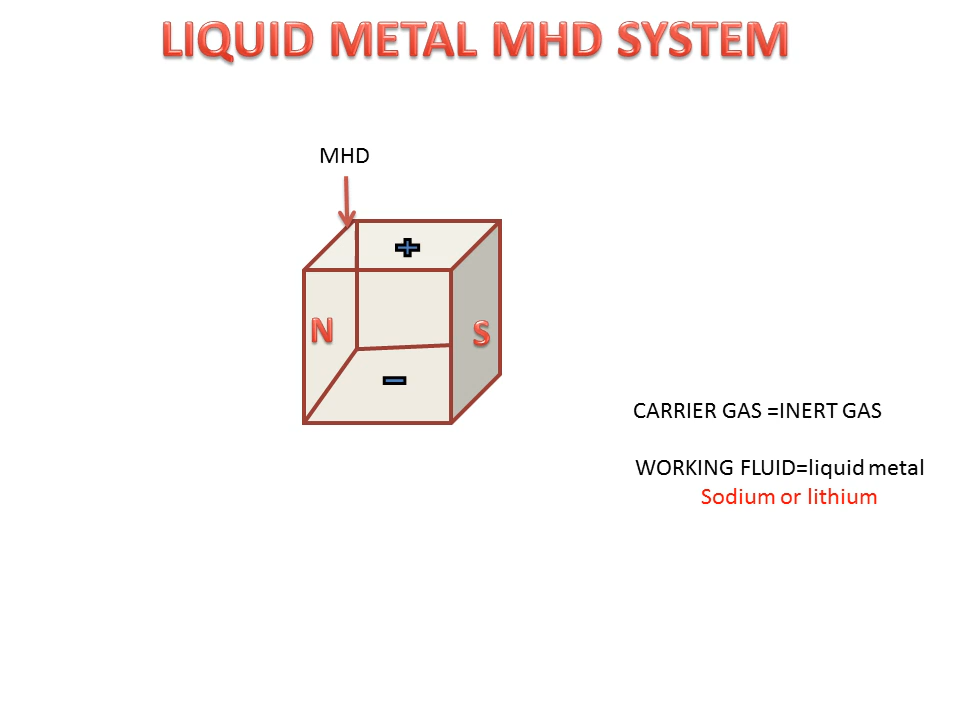 LIQUID METAL MHD SYSTEM
MHD
+
N
S
−
CARRIER GAS =INERT GAS
WORKING FLUID=liquid metal
Sodium or lithium